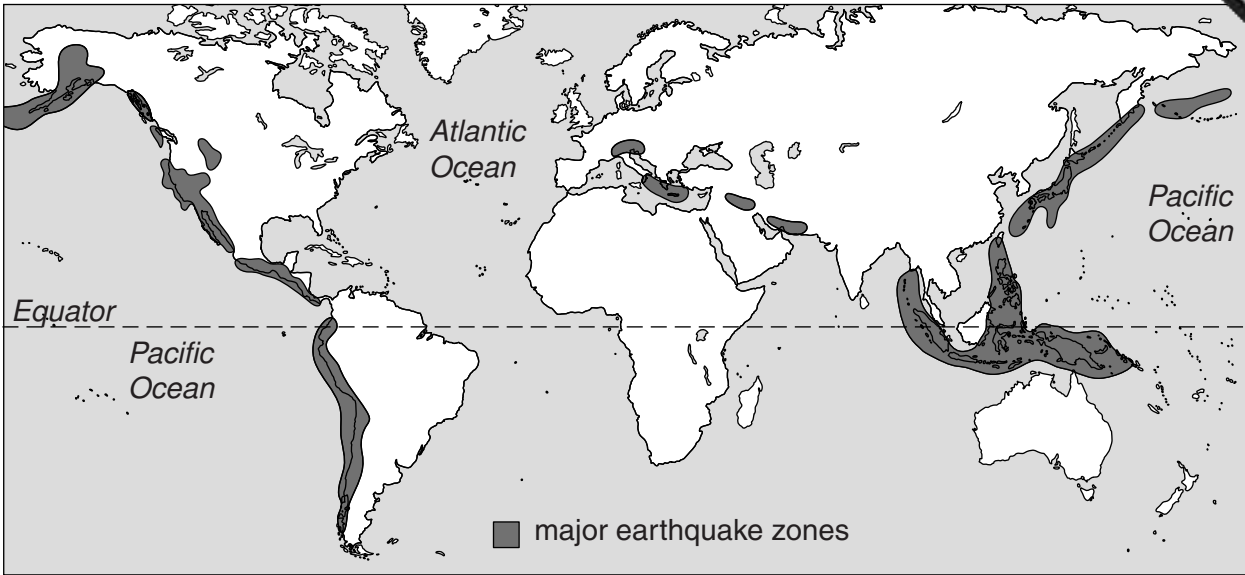 Atlantic
Ocean
Pacific
Ocean
Equator
Pacific
Ocean
major earthquake zones